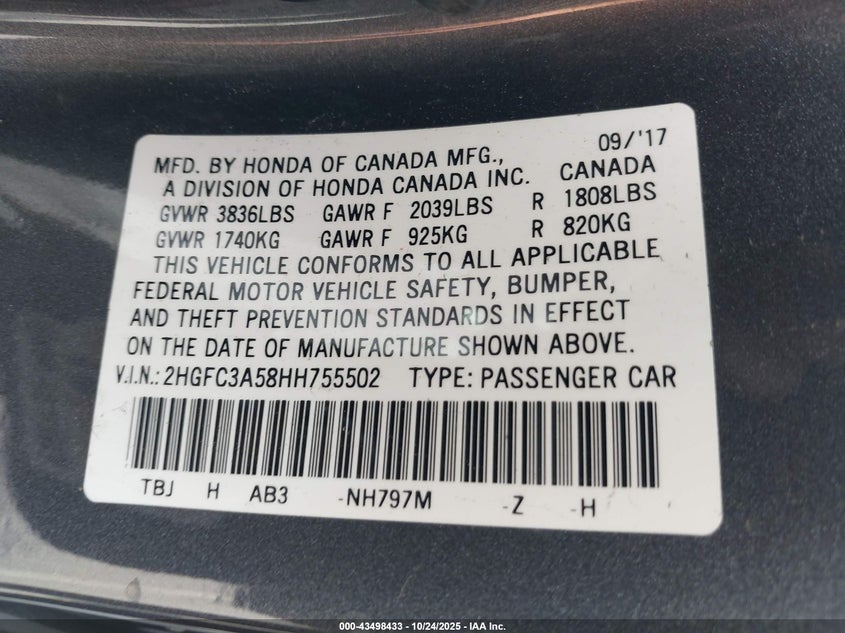 09/'17
MFD. BY HONDA OF CANADA MFG., CANADA
A DIVISION OF HONDA CANADA INC.
GVWR 3836LBS GAWR F 2039LBS R 1808LBS
GVWR 1740KG GAWR F 925KG R 820KG
THIS VEHICLE CONFORMS TO ALL APPLICABLE
FEDERAL MOTOR VEHICLE SAFETY, BUMPER,
AND THEFT PREVENTION STANDARDS IN EFFECT
ON THE DATE OF MANUFACTURE SHOWN ABOVE.
V.I.N.: 2HGFC3A58HH755502 TYPE: PASSENGER CAR
TBJ H AB3 -NH797M -Z -H
000-43498433 - 10/24/2025 - IAA Inc.